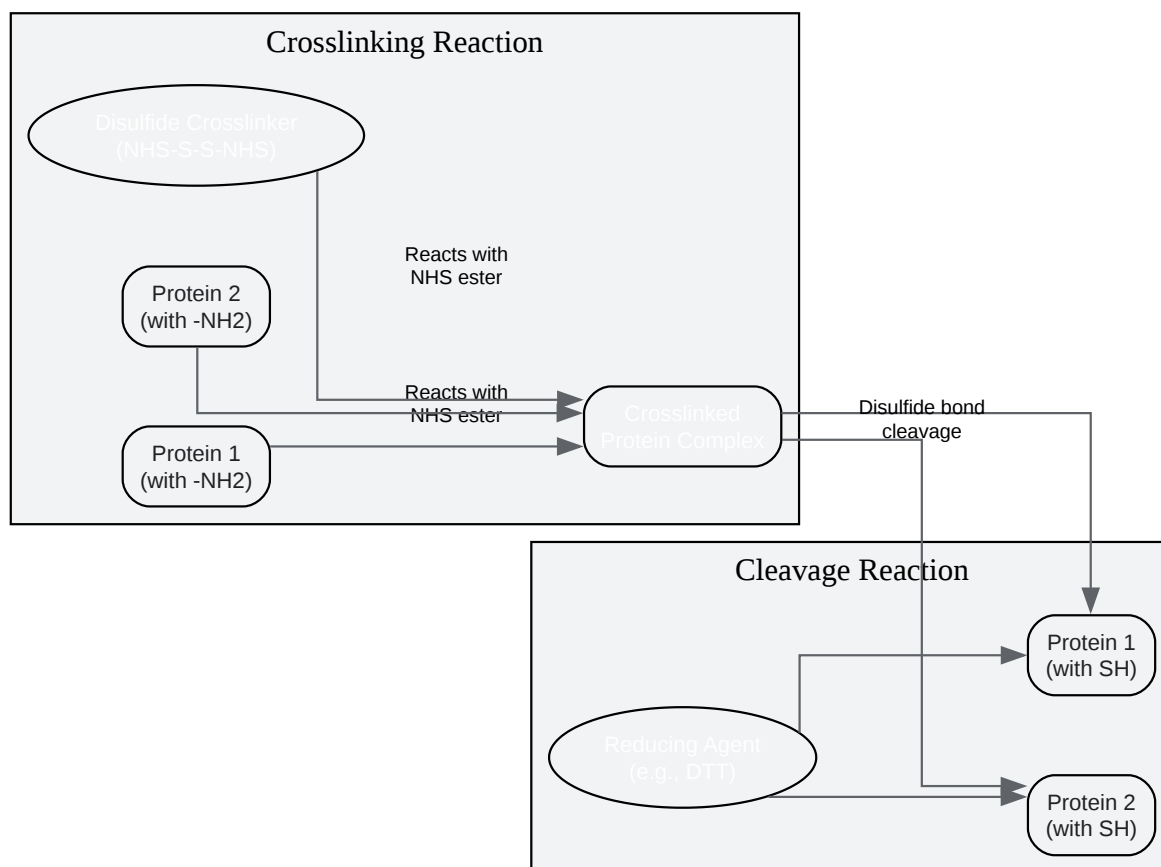 Crosslinking Reaction
Disulfide Crosslinker
(NHS-S-S-NHS)
Reacts with
NHS ester
Protein 2
(with -NH2)
Reacts with
NHS ester
Crosslinked
Protein Complex
Disulfide bond
cleavage
Protein 1
(with -NH2)
Cleavage Reaction
Protein 1
(with SH)
Reducing Agent
(e.g., DTT)
Protein 2
(with SH)